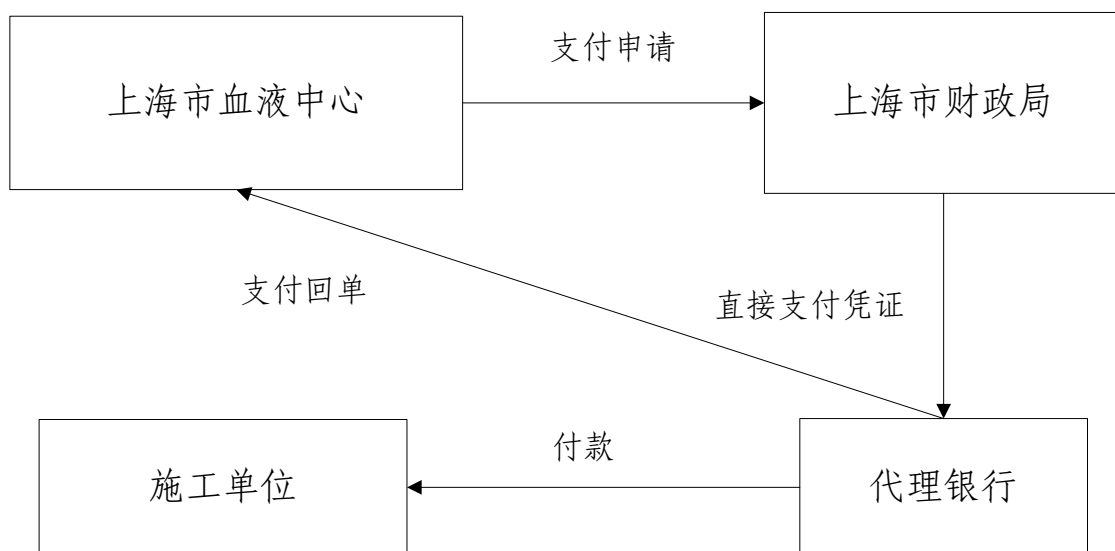 支付申请
上海市血液中心
上海市财政局
支付回单
直接支付凭证
付款
施工单位
代理银行